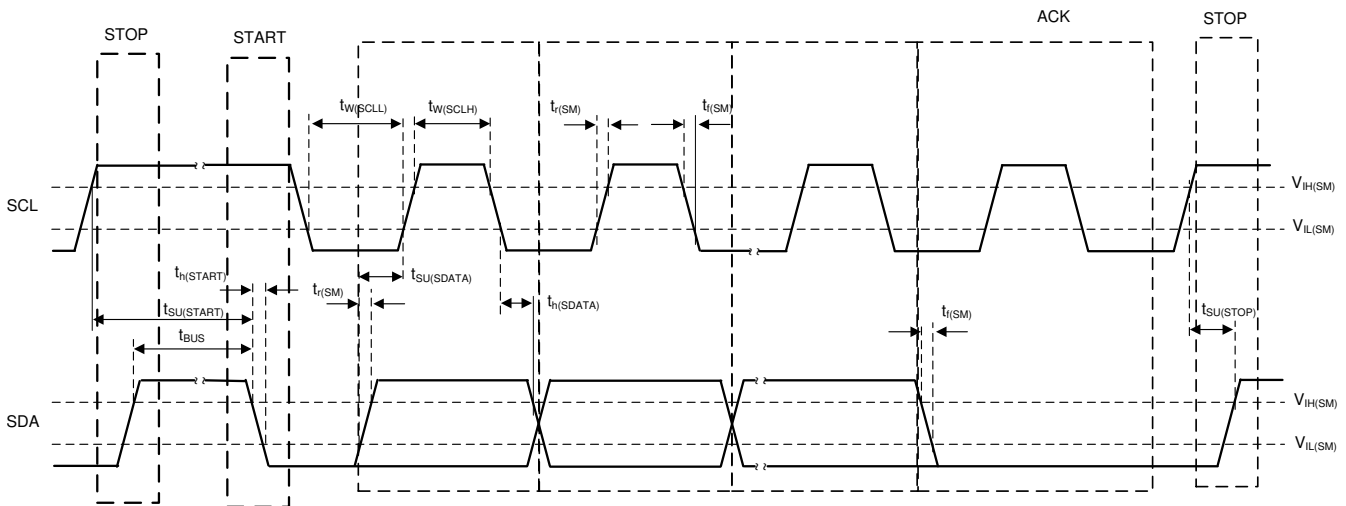 STOP
START
ACK
STOP
tW(SCLL)
tW(SCLH)
tr(SM)
tf(SM)
SCL
VIH(SM)
VIL(SM)
th(START)
tr(SM)
tSU(SDATA)
th(SDATA)
tSU(START)
tBUS
tf(SM)
tSU(STOP)
SDA
VIH(SM)
VIL(SM)